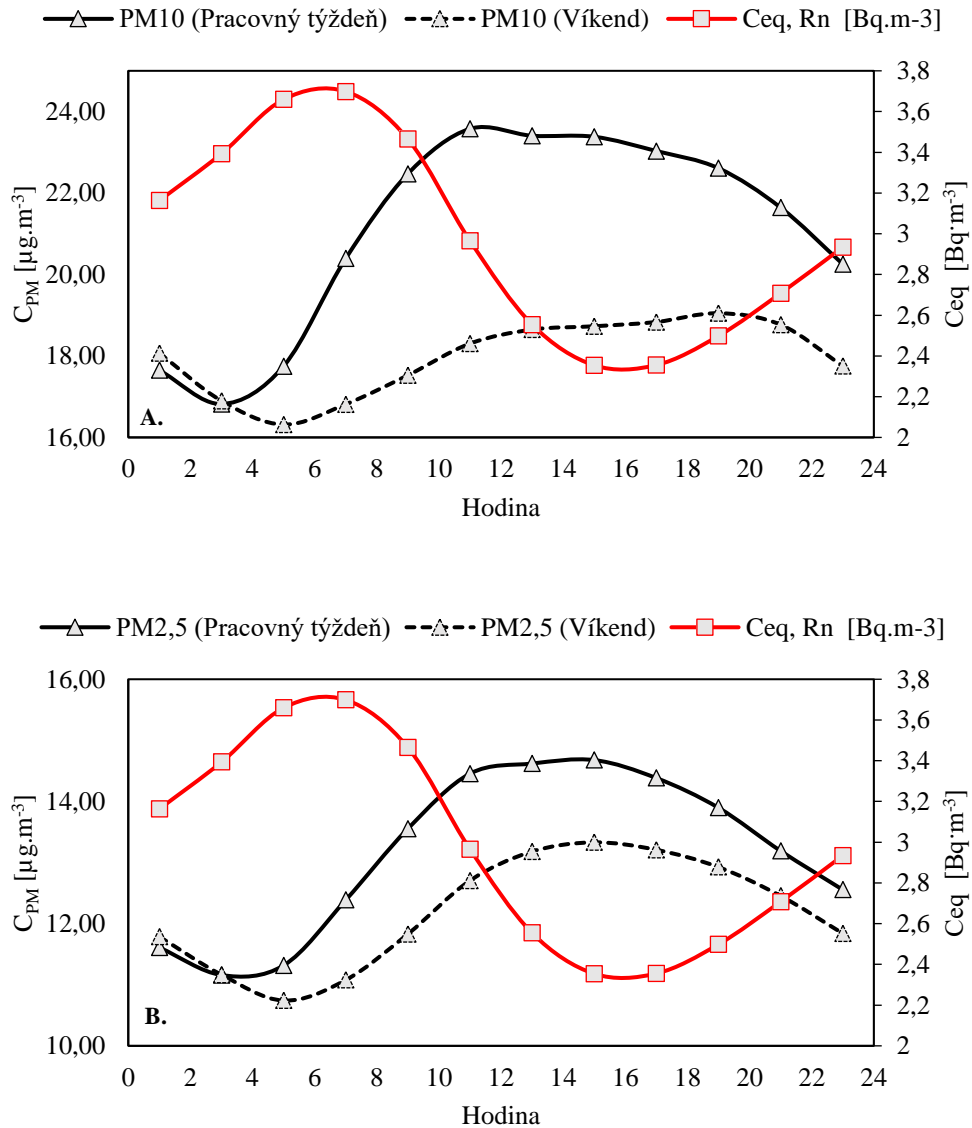 PM10 (Pracovný týždeň) PM10 (Víkend) Ceq, Rn [Bq.m-3]
24,00
22,00
20,00
18,00
16,00
C_PM [µg.m⁻³]
3,8
3,6
3,4
3,2
3
2,8
2,6
2,4
2,2
2
Ceq [Bq.m⁻³]
A.
0 2 4 6 8 10 12 14 16 18 20 22 24
Hodina
PM2,5 (Pracovný týždeň) PM2,5 (Víkend) Ceq, Rn [Bq.m-3]
16,00
14,00
12,00
10,00
C_PM [µg.m⁻³]
3,8
3,6
3,4
3,2
3
2,8
2,6
2,4
2,2
2
Ceq [Bq.m⁻³]
B.
0 2 4 6 8 10 12 14 16 18 20 22 24
Hodina